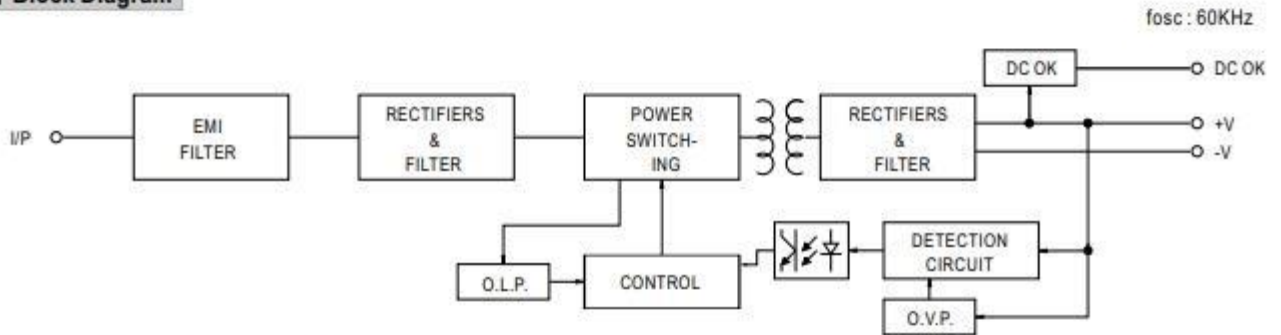 Block Diagram
fosc : 60KHz
DC OK
DC OK
I/P
EMI
FILTER
RECTIFIERS
&
FILTER
POWER
SWITCH-
ING
RECTIFIERS
&
FILTER
+V
-V
O.L.P.
CONTROL
DETECTION
CIRCUIT
O.V.P.